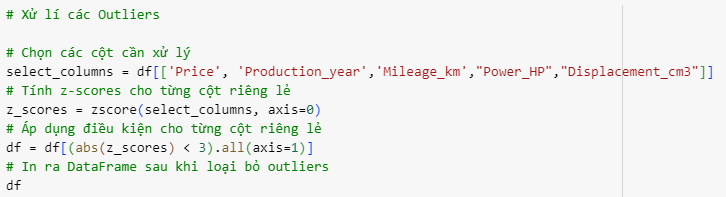 # Xử lí các Outliers
# Chọn các cột cần xử lý
select_columns = df[['Price', 'Production_year','Mileage_km',"Power_HP","Displacement_cm3"]]
# Tính z-scores cho từng cột riêng lẻ
z_scores = zscore(select_columns, axis=0)
# Áp dụng điều kiện cho từng cột riêng lẻ
df = df[(abs(z_scores) < 3).all(axis=1)]
# In ra DataFrame sau khi loại bỏ outliers
df